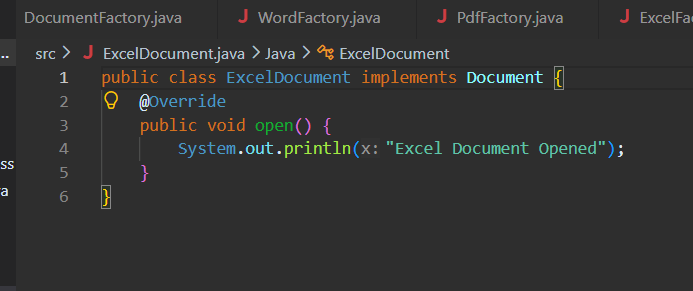 DocumentFactory.java J WordFactory.java J PdfFactory.java J ExcelFac
... src > J ExcelDocument.java > Java > ExcelDocument
1 public class ExcelDocument implements Document {
2 @Override
3 public void open() {
ss 4 System.out.println(x: "Excel Document Opened");
va 5 }
6 }